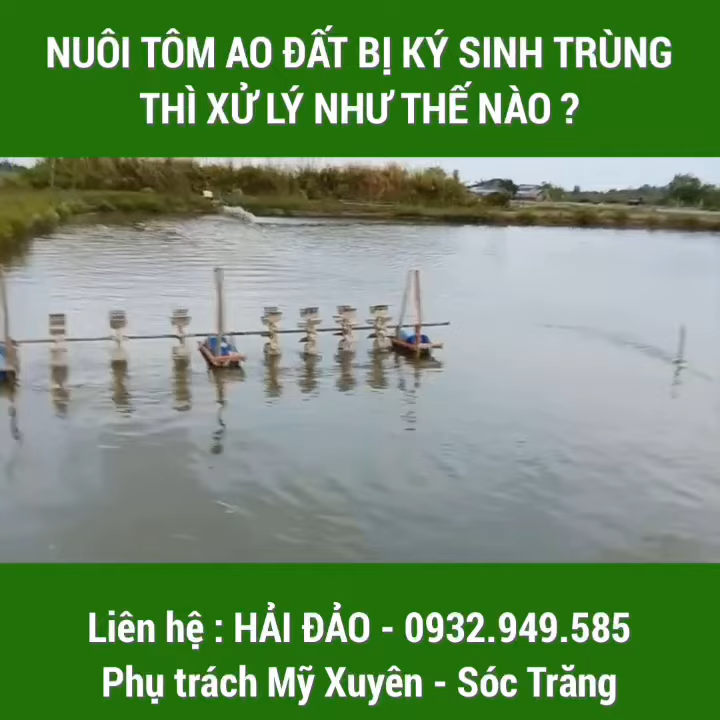 NUÔI TÔM AO ĐẤT BỊ KÝ SINH TRÙNG
THÌ XỬ LÝ NHƯ THẾ NÀO ?
Liên hệ : HẢI ĐẢO - 0932.949.585
Phụ trách Mỹ Xuyên - Sóc Trăng